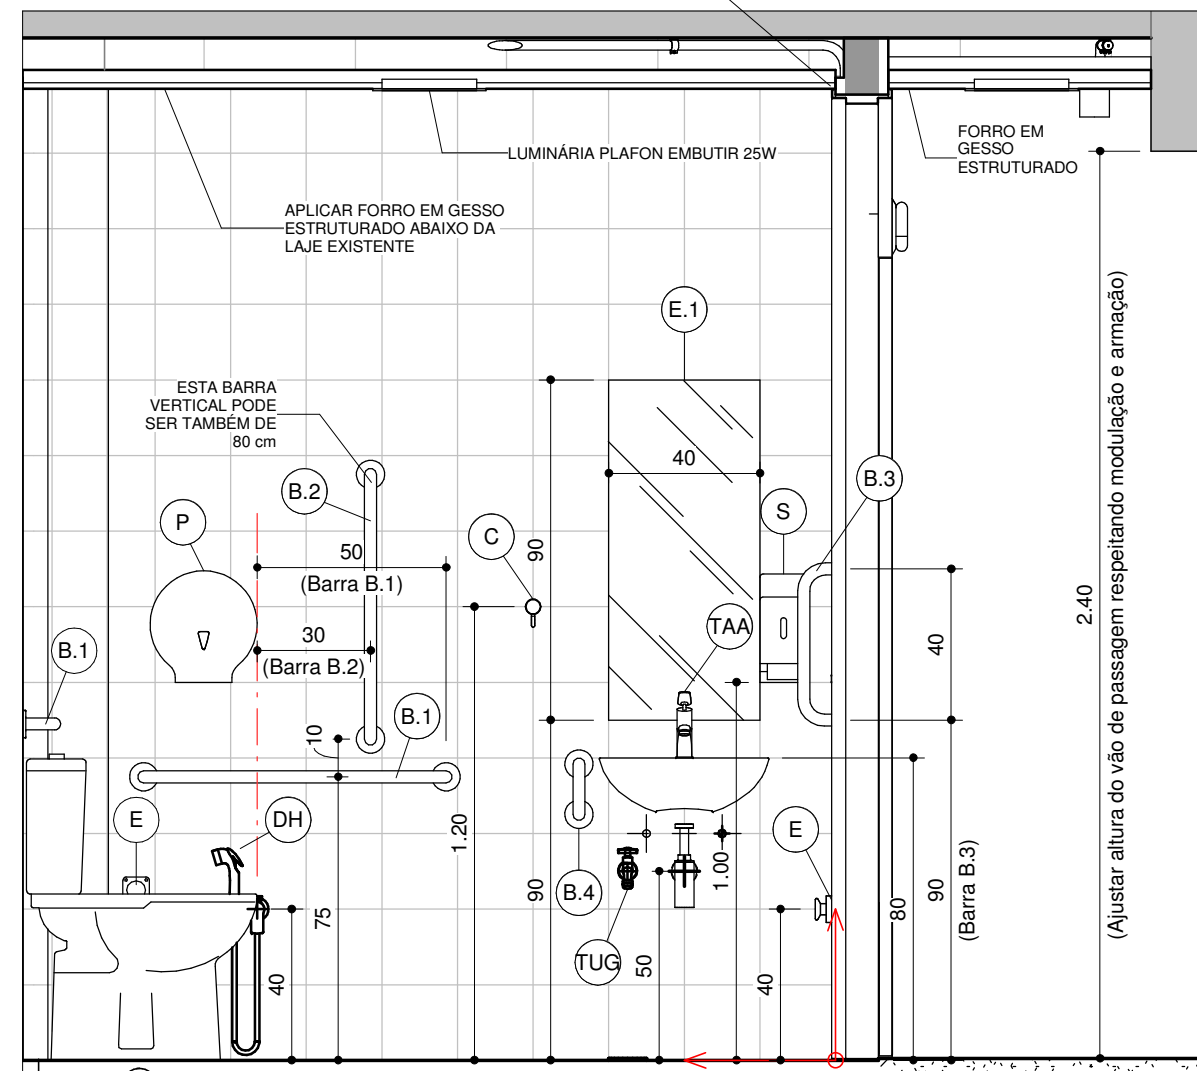 LUMINÁRIA PLAFON EMBUTIR 25W
FORRO EM
GESSO
ESTRUTURADO
APLICAR FORRO EM GESSO
ESTRUTURADO ABAIXO DA
LAJE EXISTENTE
E.1
ESTA BARRA
VERTICAL PODE
SER TAMBÉM DE
80 cm
40
B.3
B.2
S
P
C
50
(Barra B.1)
90
30
(Barra B.2)
TAA
B.1
B.1
10
40
2.40
(Ajustar altura do vão de passagem respeitando modulação e armação)
E
DH
E
1.20
1.00
B.4
90
75
TUG
50
40
40
80
90
(Barra B.3)